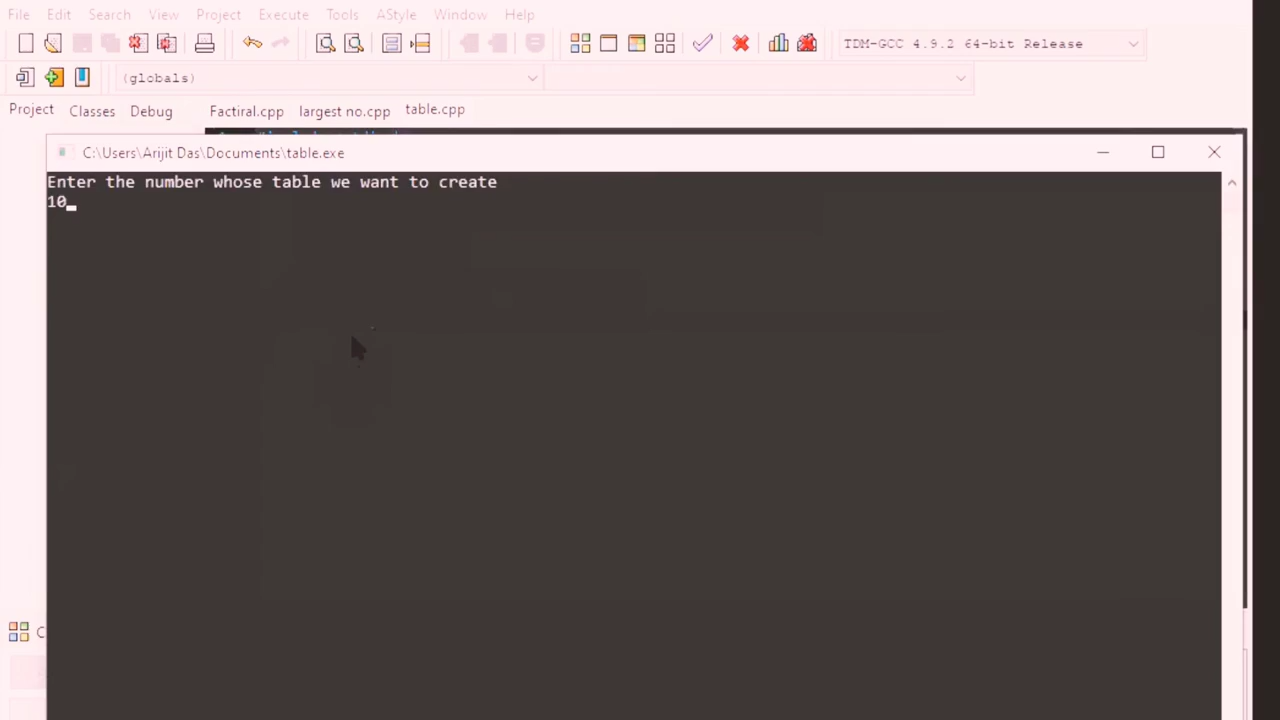 File Edit Search View Project Execute Tools AStyle Window Help
TDM-GCC 4.9.2 64-bit Release
(globals)
Project Classes Debug Factiral.cpp largest no.cpp table.cpp
C:\Users\Arijit Das\Documents\table.exe
Enter the number whose table we want to create
10